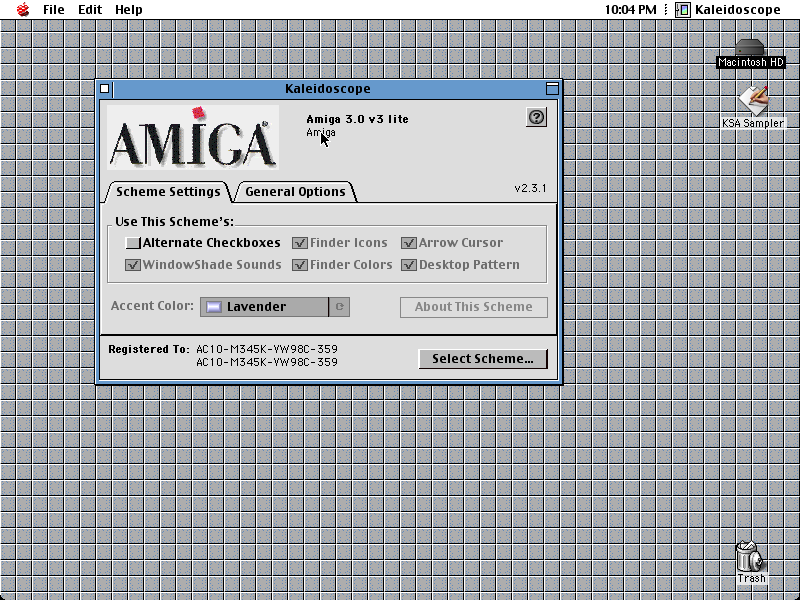 File Edit Help 10:04 PM Kaleidoscope
Macintosh HD
KSA Sampler
Kaleidoscope
AMIGA®
Amiga 3.0 v3 lite
Amiga
Scheme Settings General Options v2.3.1
Use This Scheme's:
Alternate Checkboxes Finder Icons Arrow Cursor
WindowShade Sounds Finder Colors Desktop Pattern
Accent Color: Lavender About This Scheme
Registered To: AC10-M345K-VW98C-359
AC10-M345K-VW98C-359
Select Scheme...
Trash